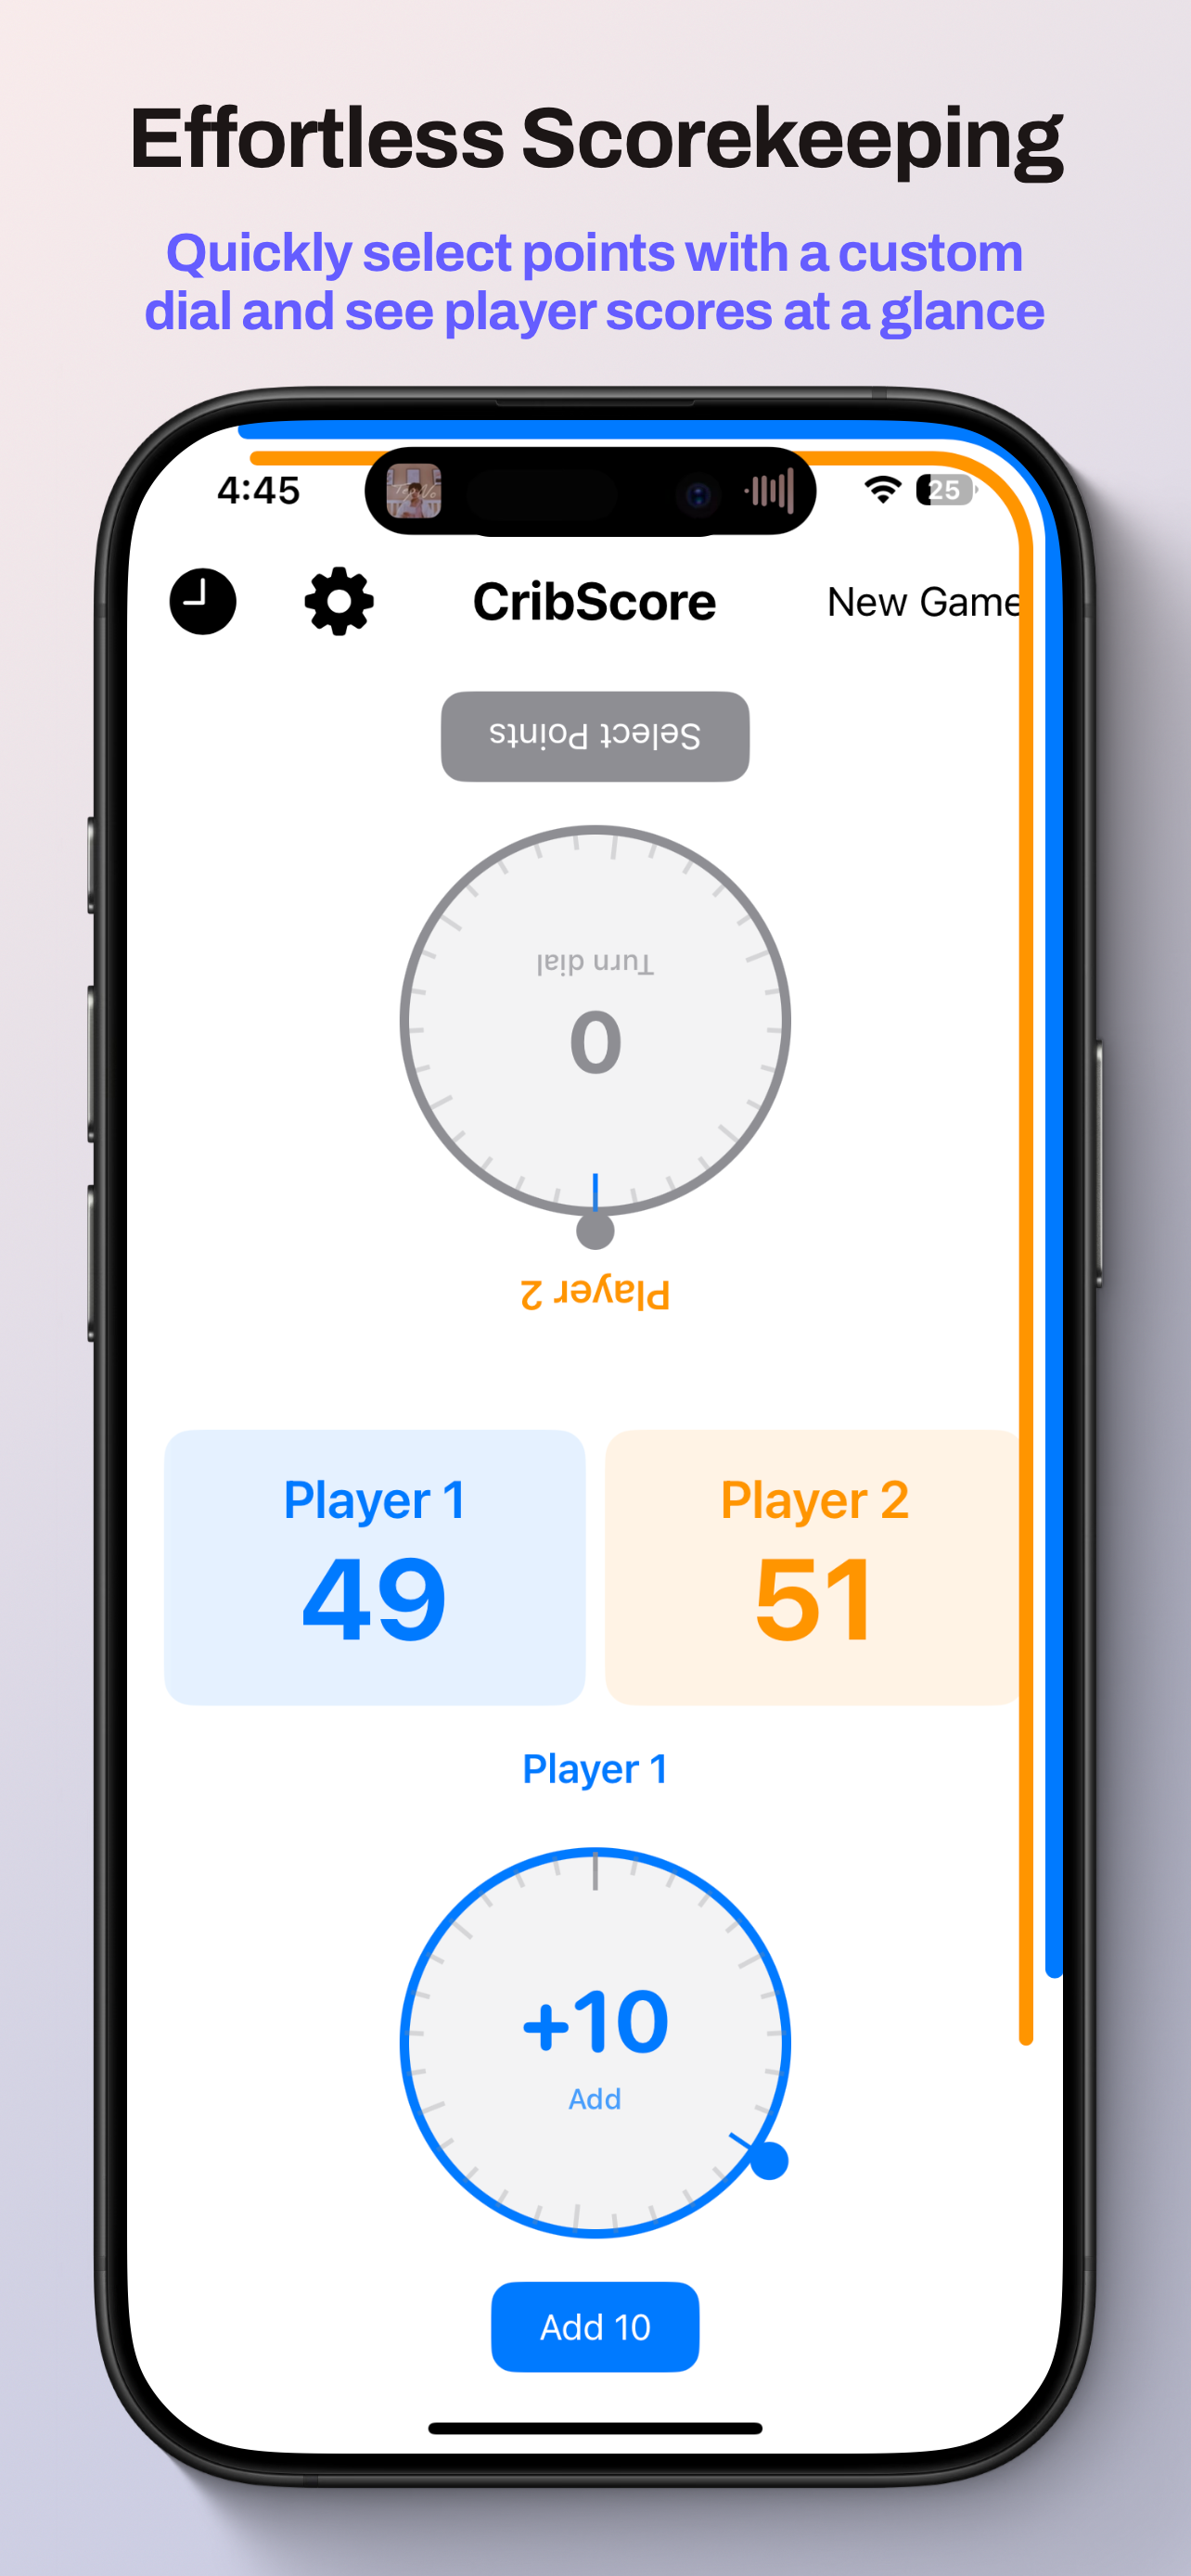 Effortless Scorekeeping
Quickly select points with a custom
dial and see player scores at a glance
4:45
25
CribScore
New Game
Select Points
Turn dial
0
Player 2
Player 1
49
Player 2
51
Player 1
+10
Add
Add 10